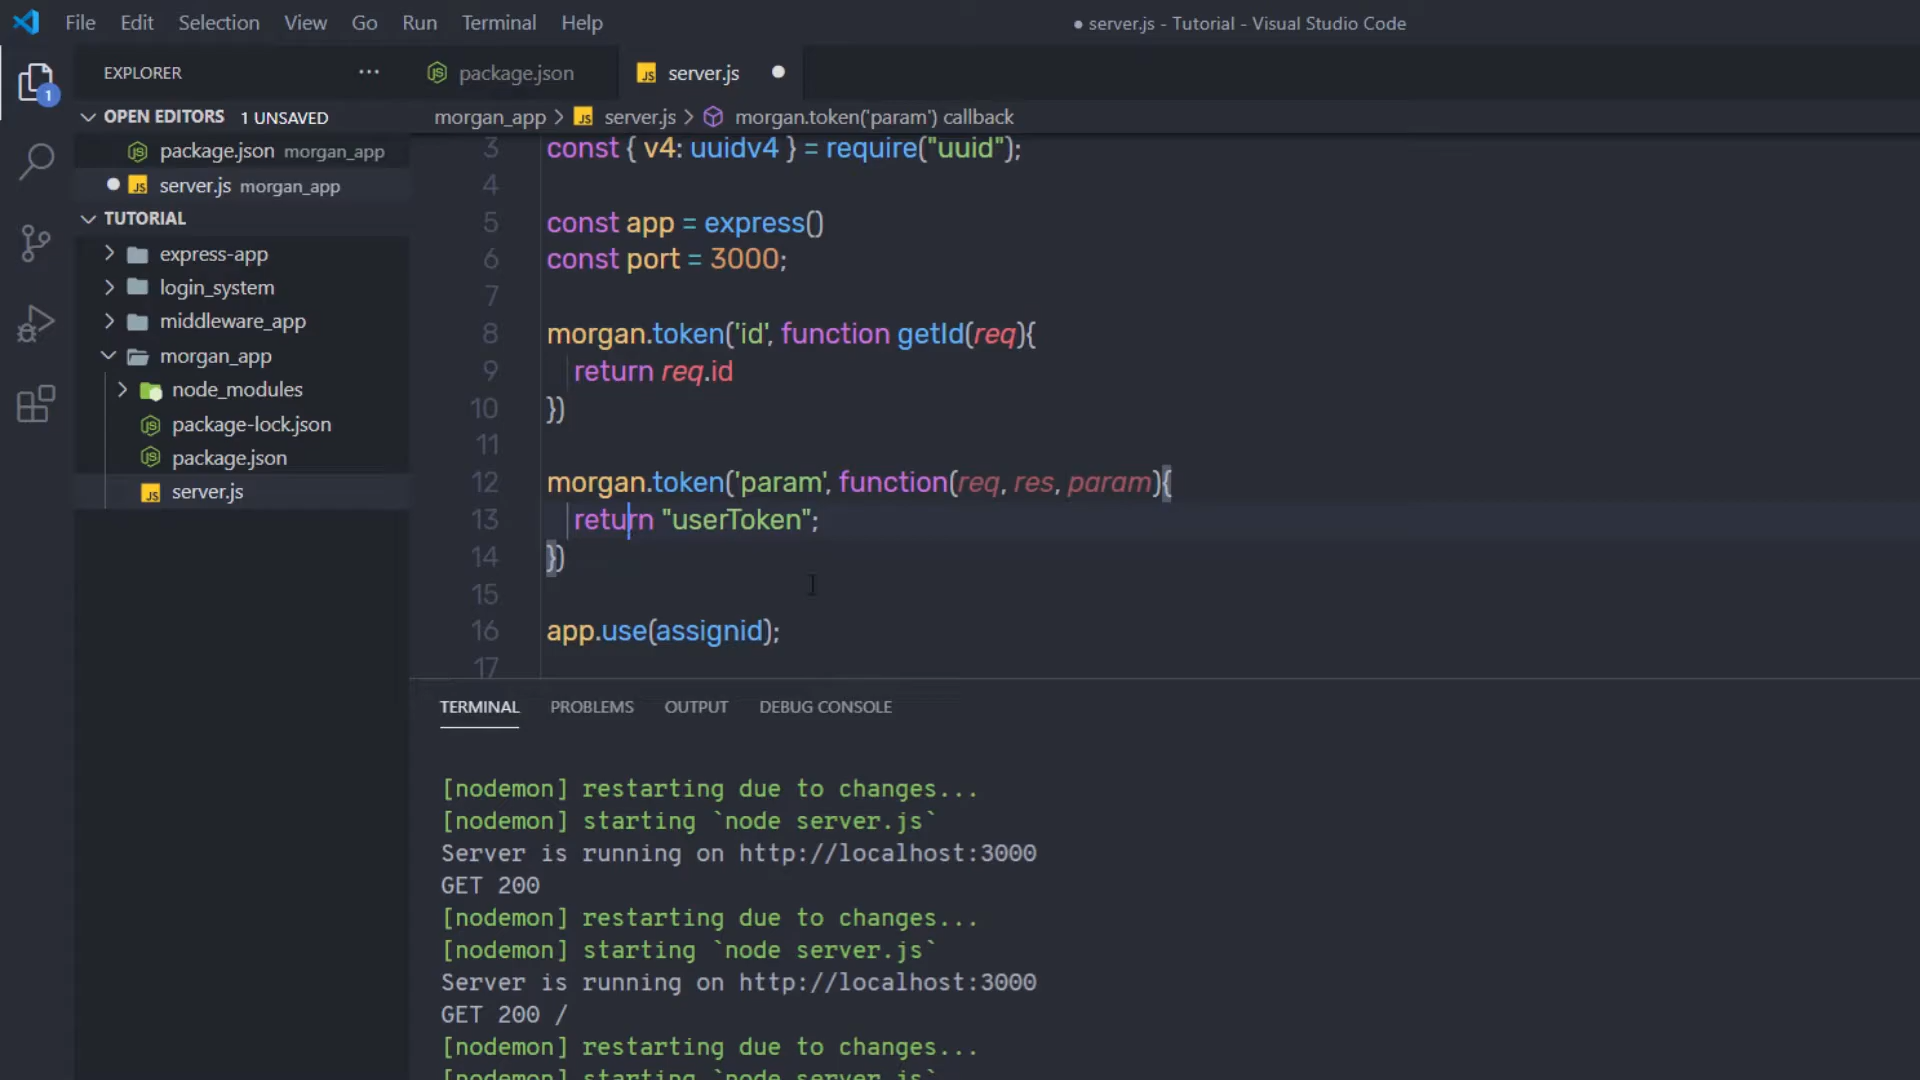 File Edit Selection View Go Run Terminal Help
● server.js - Tutorial - Visual Studio Code
1
EXPLORER ...
OPEN EDITORS 1 UNSAVED
package.json morgan_app
server.js morgan_app
TUTORIAL
express-app
login_system
middleware_app
morgan_app
node_modules
package-lock.json
package.json
server.js
package.json
server.js
morgan_app > server.js > morgan.token('param') callback
3 const { v4: uuidv4 } = require("uuid");
4
5 const app = express()
6 const port = 3000;
7
8 morgan.token('id', function getId(req){
9 return req.id
10 })
11
12 morgan.token('param', function(req, res, param){
13 return "userToken";
14 })
15
16 app.use(assignid);
17
TERMINAL PROBLEMS OUTPUT DEBUG CONSOLE
[nodemon] restarting due to changes...
[nodemon] starting `node server.js`
Server is running on http://localhost:3000
GET 200
[nodemon] restarting due to changes...
[nodemon] starting `node server.js`
Server is running on http://localhost:3000
GET 200 /
[nodemon] restarting due to changes...
[nodemon] starting `node server.js`